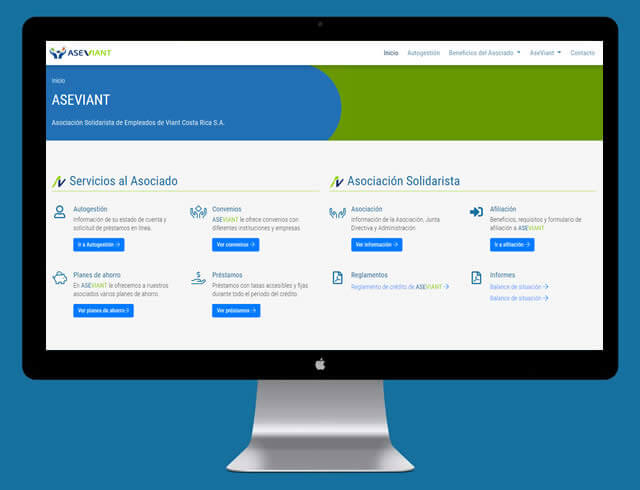 ASEVIANT
Inicio
Autogestión
Beneficios del Asociado
AseViant
Contacto
Inicio
ASEVIANT
Asociación Solidarista de Empleados de Viant Costa Rica S.A.
Servicios al Asociado
Autogestión
Información de su estado de cuenta y
solicitud de préstamos en línea.
Ir a Autogestión →
Convenios
ASEVIANT le ofrece convenios con
diferentes instituciones y empresas
Ver convenios →
Planes de ahorro
En ASEVIANT le ofrecemos a nuestros
asociados varios planes de ahorro.
Ver planes de ahorro→
Préstamos
Préstamos con tasas accesibles y fijas
durante todo el periodo del crédito.
Ver préstamos →
Asociación Solidarista
Asociación
Información de la Asociación, Junta
Directiva y Administración
Ver información →
Afiliación
Beneficios, requisitos y formulario de
afiliación a ASEVIANT
Ir a afiliación →
Reglamentos
Reglamento de crédito de ASEVIANT →
Informes
Balance de situación →
Balance de situación →